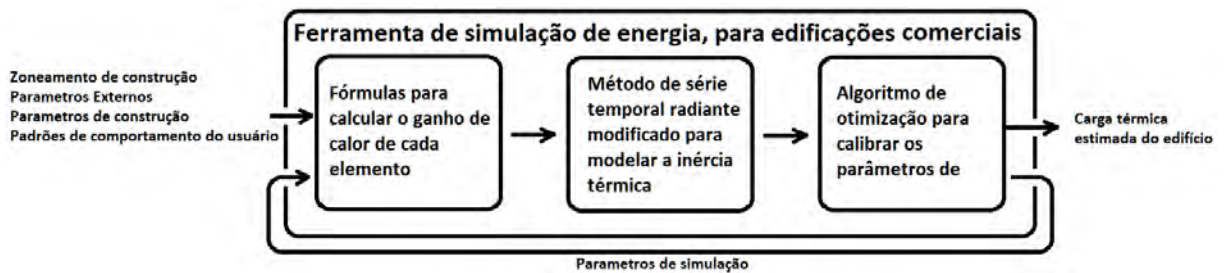 Ferramenta de simulação de energia, para edificações comerciais
Zoneamento de construção
Parametros Externos
Parametros de construção
Padrões de comportamento do usuário
Fórmulas para
calcular o ganho de
calor de cada
elemento
Método de série
temporal radiante
modificado para
modelar a inércia
térmica
Algoritmo de
otimização para
calibrar os
parâmetros de
Carga térmica
estimada do edifício
Parametros de simulação